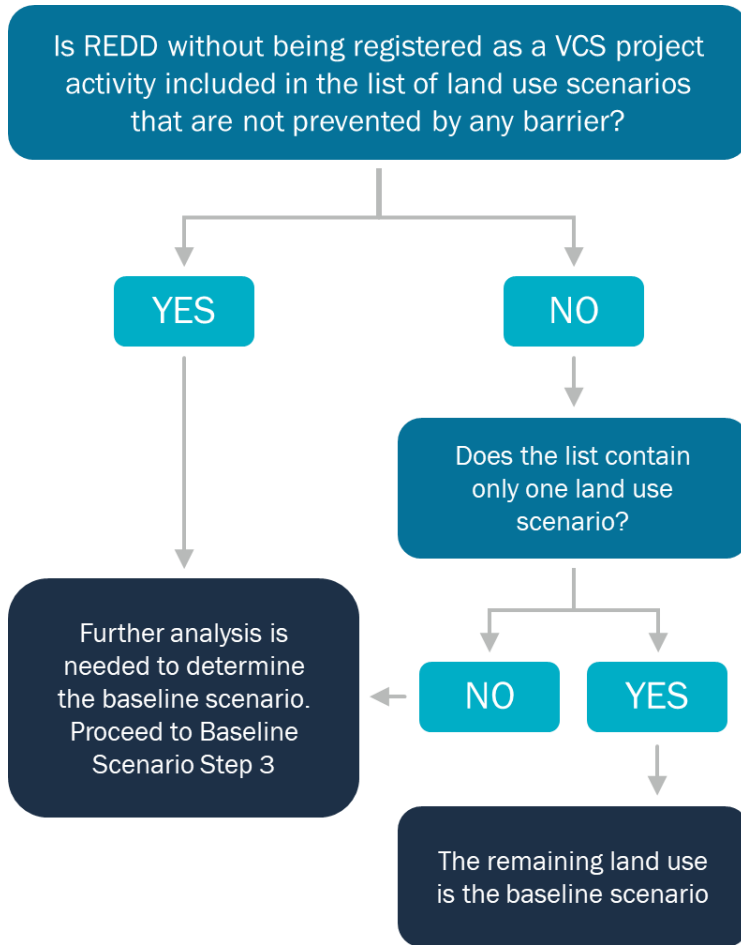 Is REDD without being registered as a VCS project
activity included in the list of land use scenarios
that are not prevented by any barrier?
YES
NO
Does the list contain
only one land use
scenario?
Further analysis is
needed to determine
the baseline scenario.
Proceed to Baseline
Scenario Step 3
NO
YES
The remaining land use
is the baseline scenario